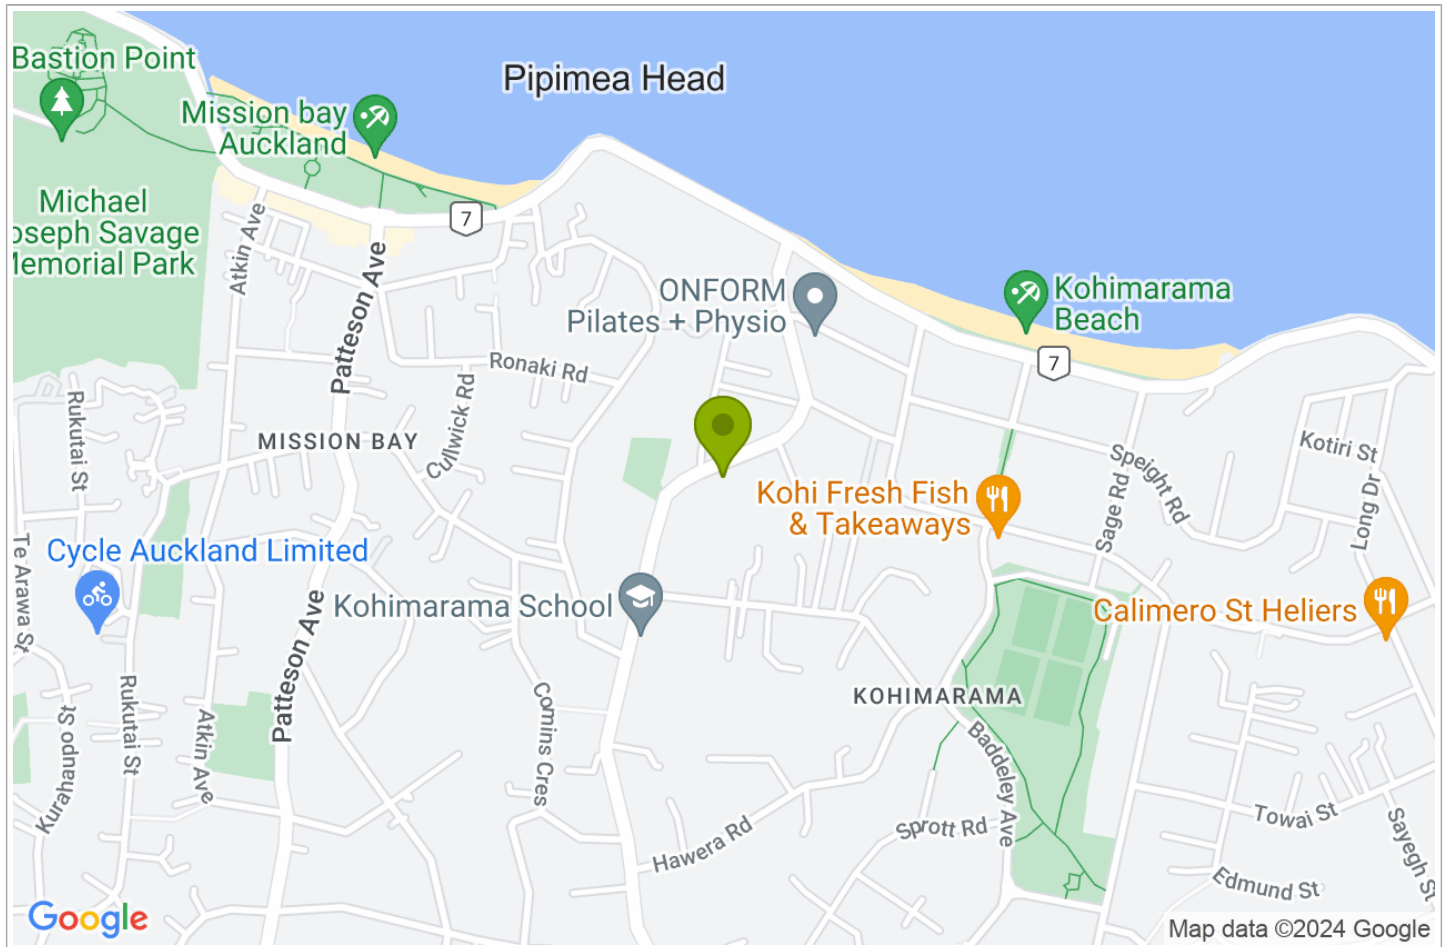 Bastion Point
Pipimea Head
Mission bay
Auckland
Michael
oseph Savage
Memorial Park
Atkin Ave
7
Patteson Ave
ONFORM
Pilates + Physio
Kohimarama
Beach
7
Ronaki Rd
Cullwick Rd
Rukutai St
MISSION BAY
Kotiri St
Speight Rd
Long Dr
Sage Rd
Kohi Fresh Fish
& Takeaways
Te Arawa St
Cycle Auckland Limited
Kohimarama School
Patteson Ave
Calimero St Heliers
KOHIMARAMA
Rukutai St
Kurahaupo St
Atkin Ave
Comins Cres
Baddeley Ave
Hawera Rd
Sprott Rd
Towai St
Sayegh St
Edmund St
Google
Map data ©2024 Google